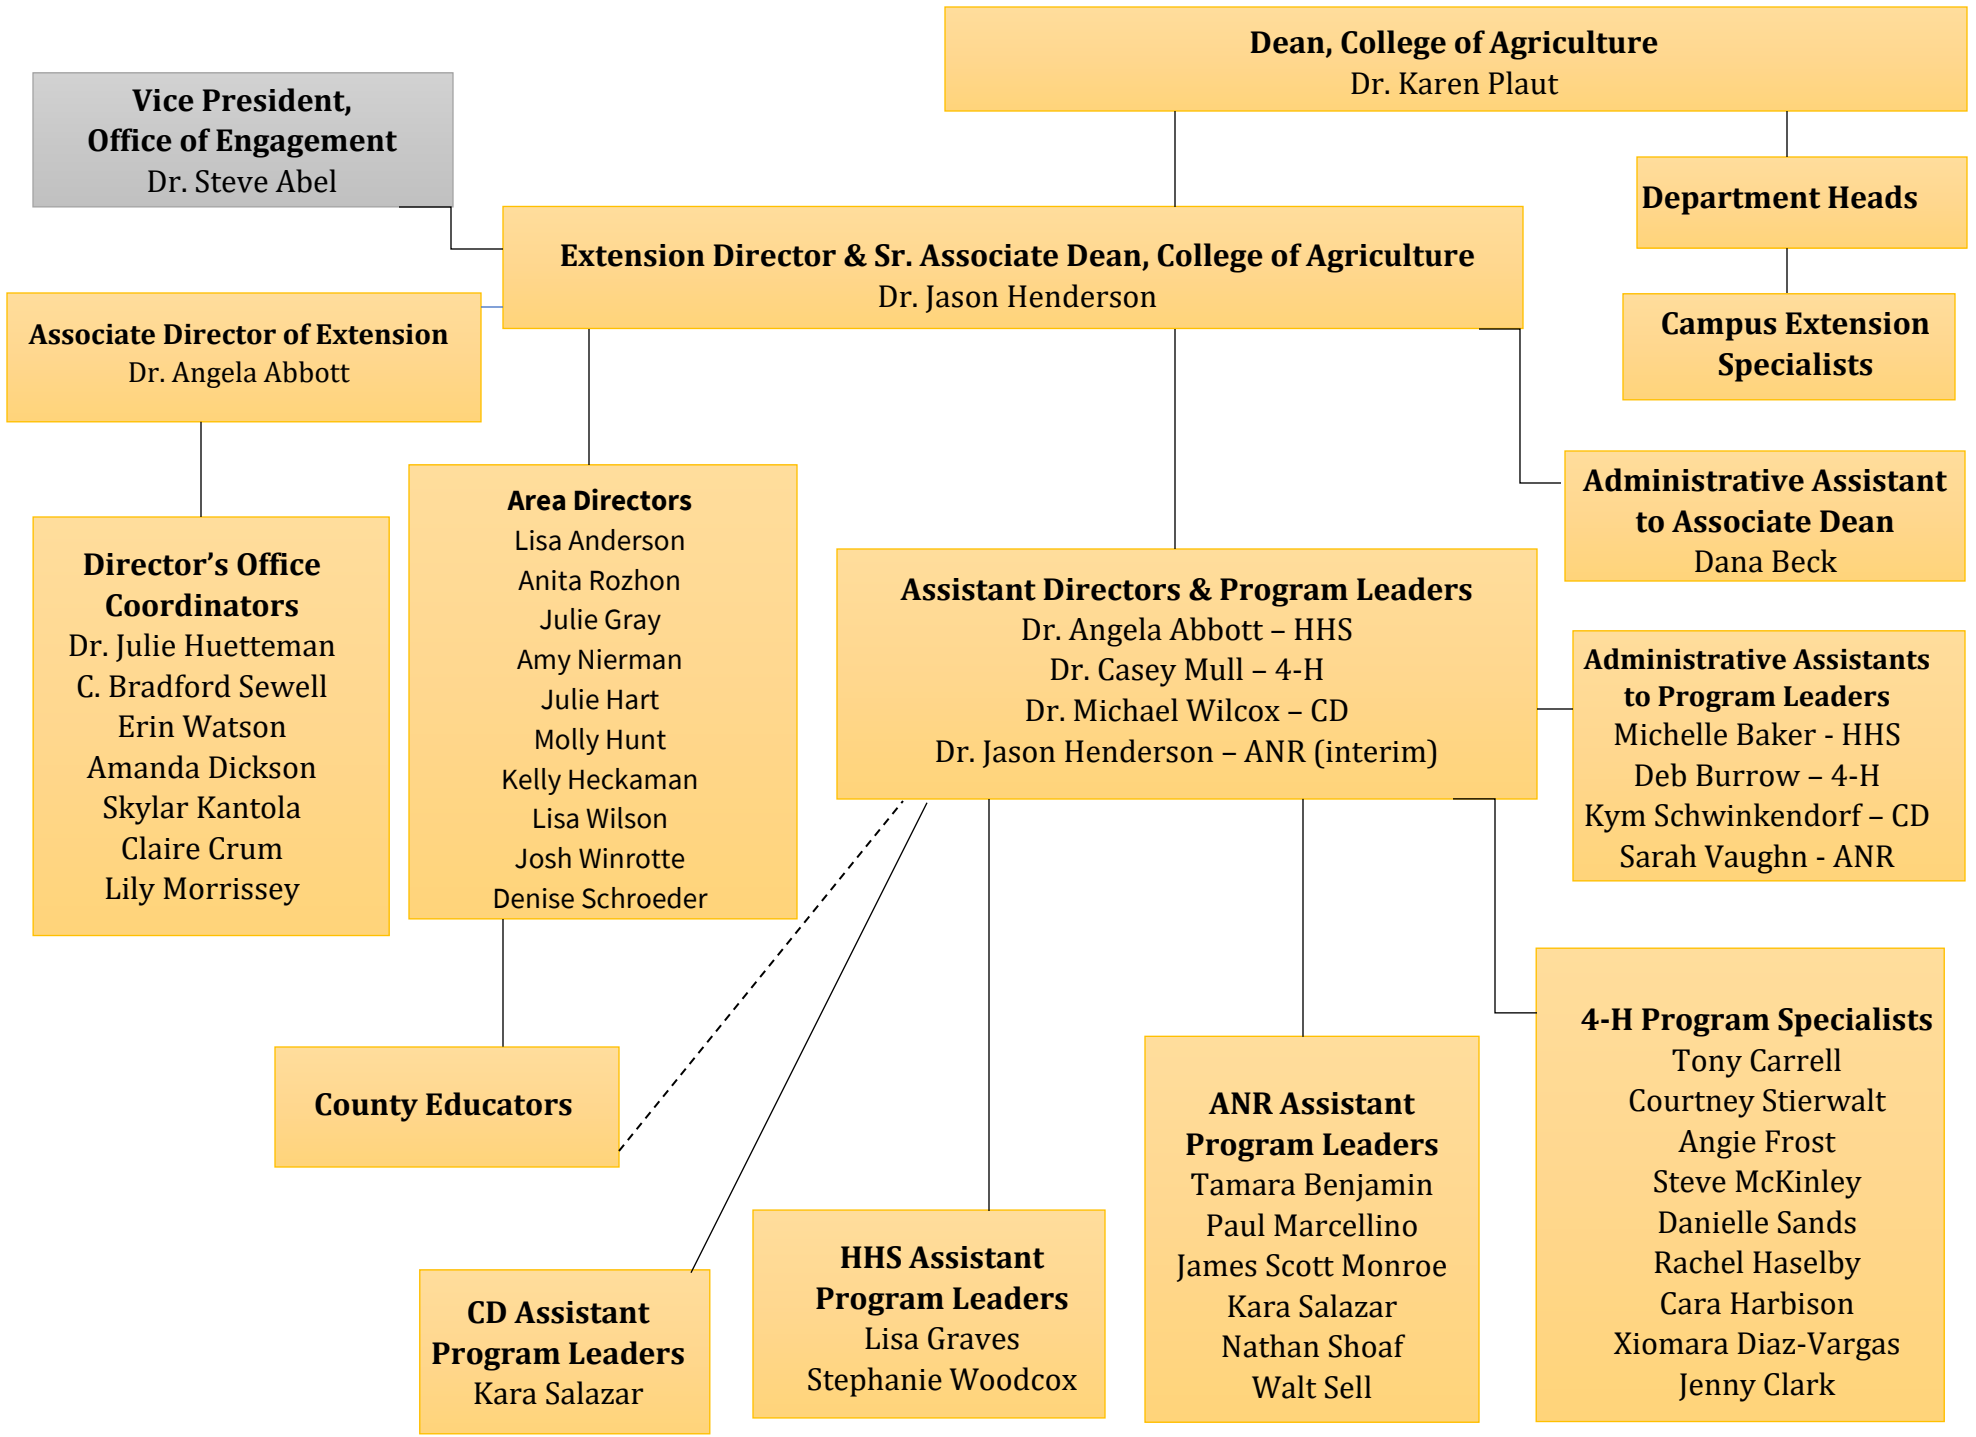 Dean, College of Agriculture
Dr. Karen Plaut
Vice President,
Office of Engagement
Dr. Steve Abel
Department Heads
Extension Director & Sr. Associate Dean, College of Agriculture
Dr. Jason Henderson
Campus Extension
Specialists
Associate Director of Extension
Dr. Angela Abbott
Administrative Assistant
to Associate Dean
Dana Beck
Director’s Office
Coordinators
Dr. Julie Huetteman
C. Bradford Sewell
Erin Watson
Amanda Dickson
Skylar Kantola
Claire Crum
Lily Morrissey
Area Directors
Lisa Anderson
Anita Rozhon
Julie Gray
Amy Nierman
Julie Hart
Molly Hunt
Kelly Heckaman
Lisa Wilson
Josh Winrotte
Denise Schroeder
Assistant Directors & Program Leaders
Dr. Angela Abbott – HHS
Dr. Casey Mull – 4-H
Dr. Michael Wilcox – CD
Dr. Jason Henderson – ANR (interim)
Administrative Assistants
to Program Leaders
Michelle Baker - HHS
Deb Burrow – 4-H
Kym Schwinkendorf – CD
Sarah Vaughn - ANR
County Educators
CD Assistant
Program Leaders
Kara Salazar
HHS Assistant
Program Leaders
Lisa Graves
Stephanie Woodcox
ANR Assistant
Program Leaders
Tamara Benjamin
Paul Marcellino
James Scott Monroe
Kara Salazar
Nathan Shoaf
Walt Sell
4-H Program Specialists
Tony Carrell
Courtney Stierwalt
Angie Frost
Steve McKinley
Danielle Sands
Rachel Haselby
Cara Harbison
Xiomara Diaz-Vargas
Jenny Clark